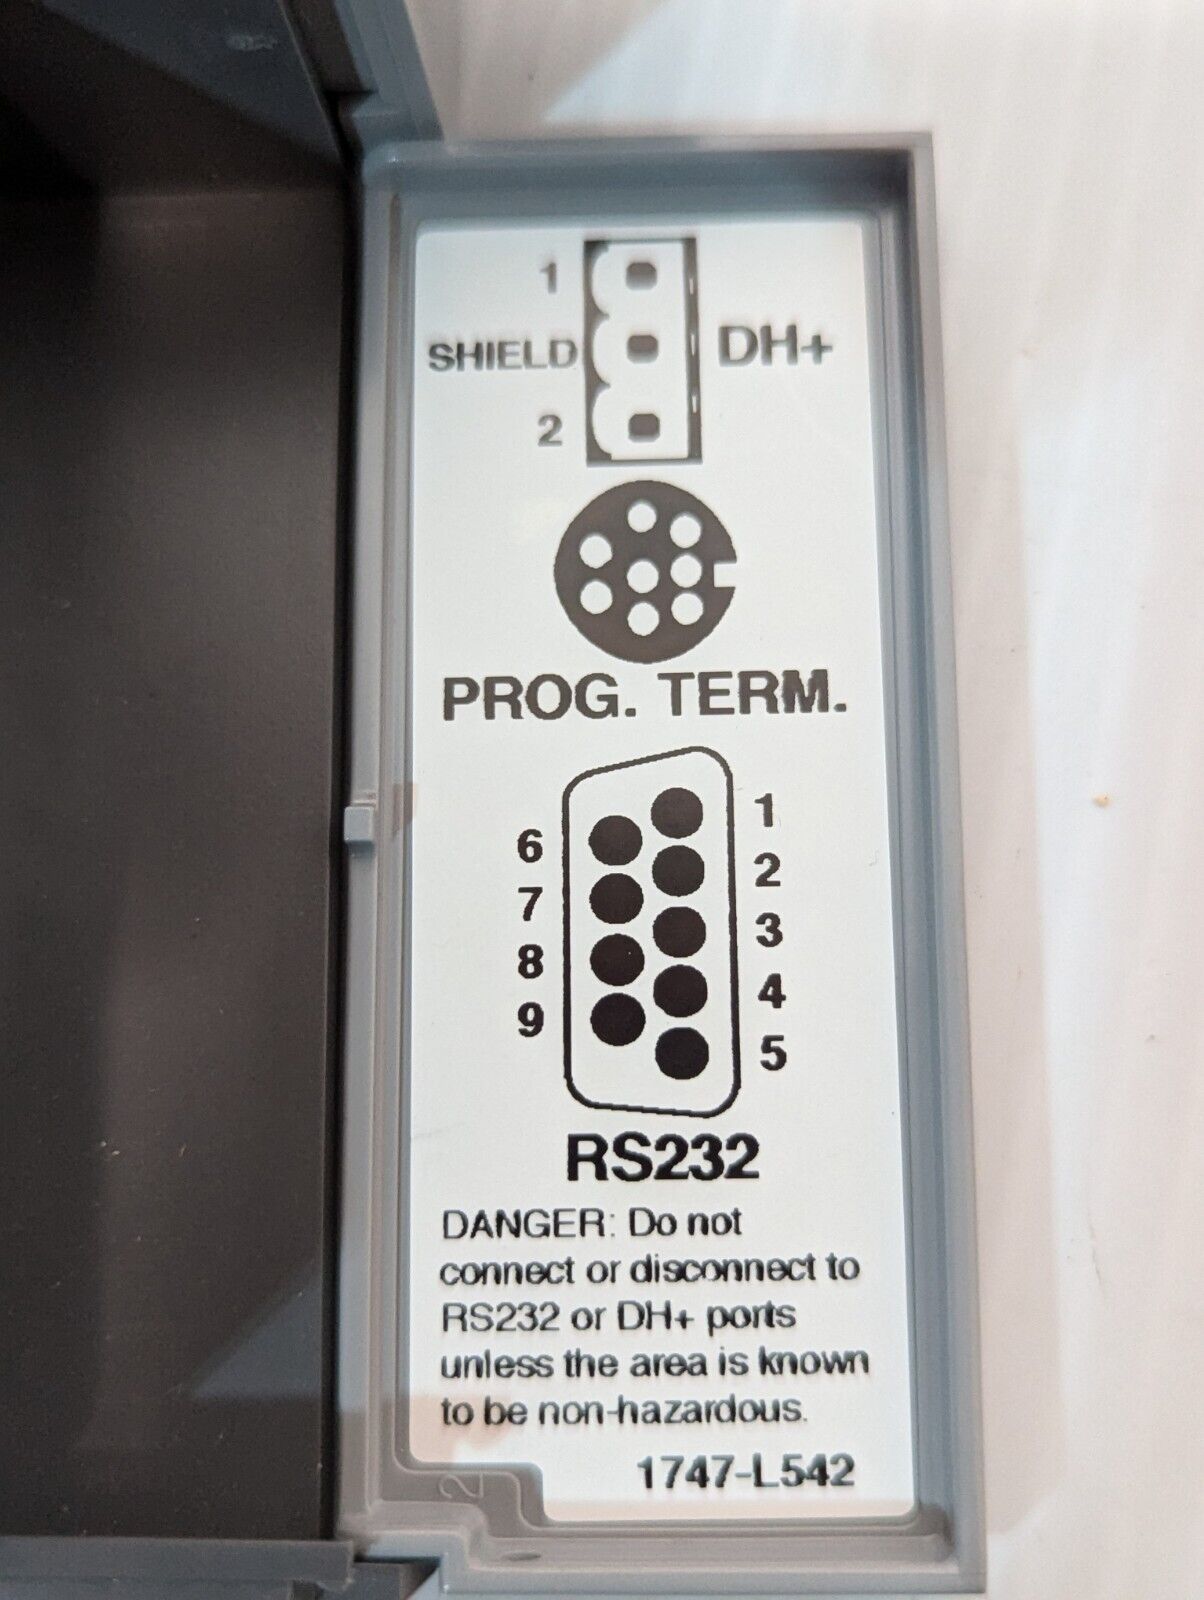 1
SHIELD DH+
2
PROG. TERM.
1
6
2
7
3
8
4
9
5
RS232
DANGER: Do not
connect or disconnect to
RS232 or DH+ ports
unless the area is known
to be non-hazardous.
1747-L542
2